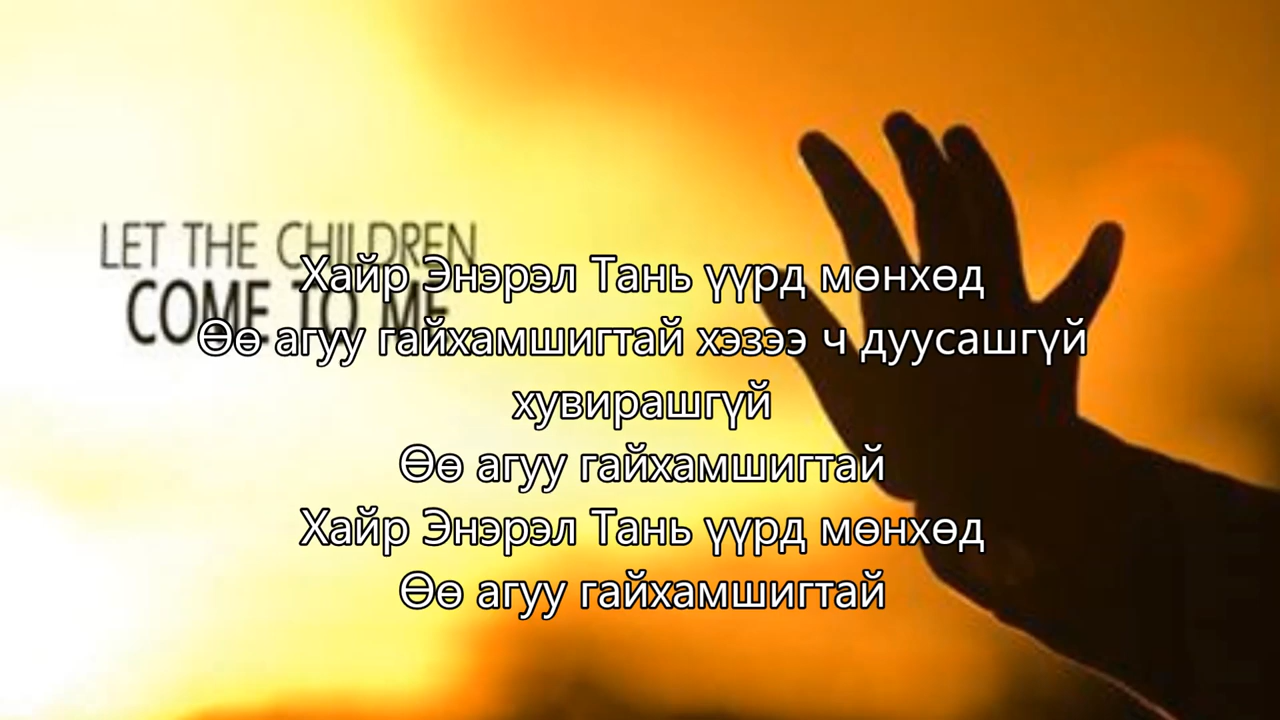 LET THE CHILDREN
COME TO ME
Хайр Энэрэл Тань үүрд мөнхөд
Өө агуу гайхамшигтай хэзээ ч дуусашгүй
хувирашгүй
Өө агуу гайхамшигтай
Хайр Энэрэл Тань үүрд мөнхөд
Өө агуу гайхамшигтай